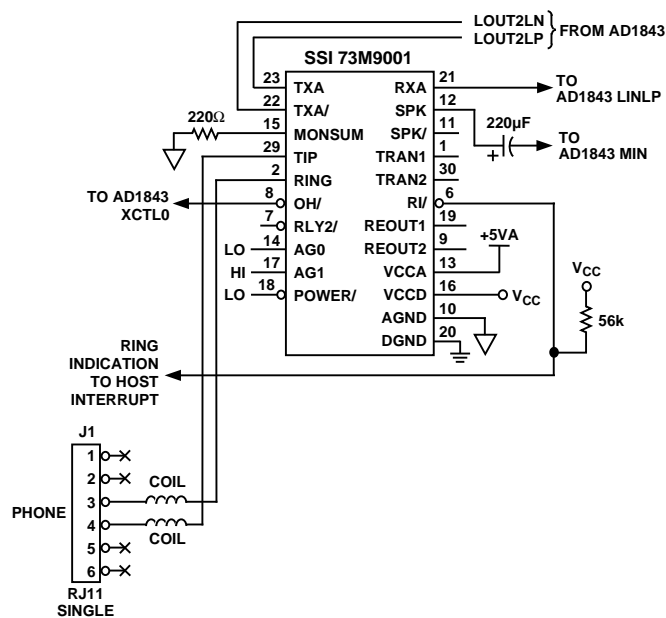 LOUT2LN
LOUT2LP
FROM AD1843
SSI 73M9001
23 TXA RXA 21
TO AD1843 LINLP
22 TXA/ SPK 12
220Ω
15 MONSUM SPK/ 11
220µF
+
TO AD1843 MIN
29 TIP TRAN1 1
2 RING TRAN2 30
TO AD1843 XCTL0
8 OH/ RI/ 6
7 RLY2/ REOUT1 19
LO 14 AG0 REOUT2 9
+5VA
HI 17 AG1 VCCA 13
LO 18 POWER/ VCCD 16
VCC
VCC
56k
AGND 10
DGND 20
RING
INDICATION
TO HOST
INTERRUPT
J1
1
2
3 COIL
PHONE
4 COIL
5
6
RJ11
SINGLE